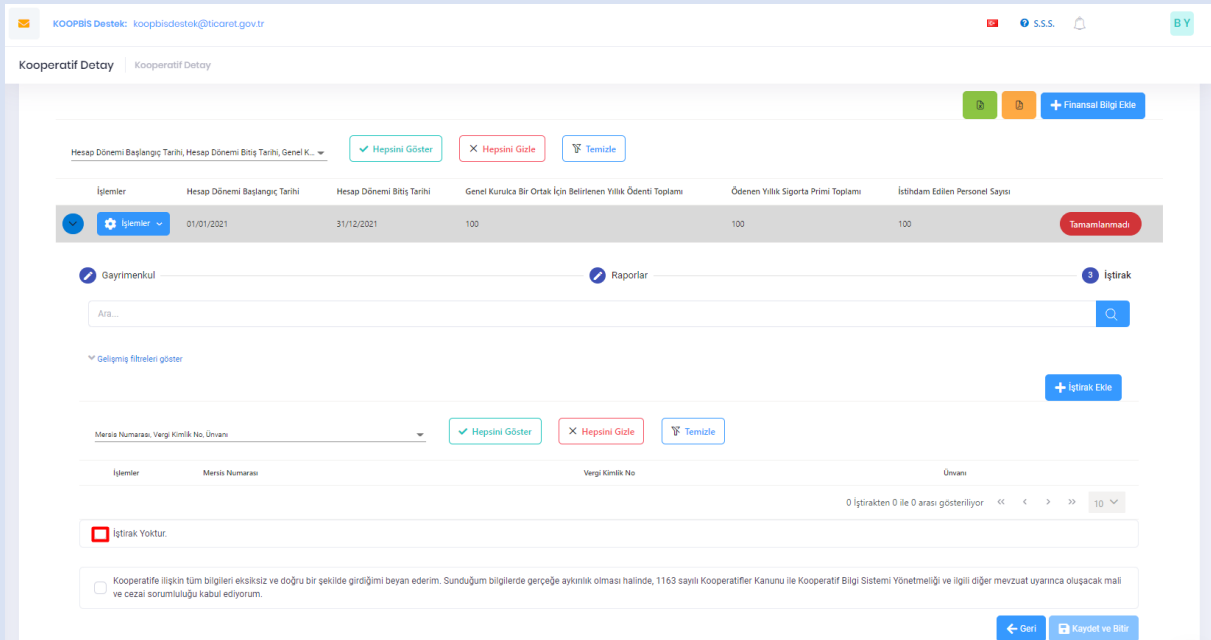 KOOPBİS Destek: koopbisdestek@ticaret.gov.tr
S.S.S.
B Y
Kooperatif Detay
Kooperatif Detay
Finansal Bilgi Ekle
Hesap Dönemi Başlangıç Tarihi, Hesap Dönemi Bitiş Tarihi, Genel K...
Hepsini Göster
Hepsini Gizle
Temizle
İşlemler
Hesap Dönemi Başlangıç Tarihi
Hesap Dönemi Bitiş Tarihi
Genel Kurulca Bir Ortak İçin Belirlenen Yıllık Ödenti Toplamı
Ödenen Yıllık Sigorta Primi Toplamı
İstihdam Edilen Personel Sayısı
İşlemler
01/01/2021
31/12/2021
100
100
100
Tamamlanmadı
Gayrimenkul
Raporlar
3 İştirak
Ara...
Gelişmiş filtreleri göster
İştirak Ekle
Mersis Numarası, Vergi Kimlik No, Ünvanı
Hepsini Göster
Hepsini Gizle
Temizle
İşlemler
Mersis Numarası
Vergi Kimlik No
Ünvanı
0 İştirakten 0 ile 0 arası gösteriliyor
10
İştirak Yoktur.
Kooperatife ilişkin tüm bilgileri eksiksiz ve doğru bir şekilde girdiğimi beyan ederim. Sunduğum bilgilerde gerçeğe aykırılık olması halinde, 1163 sayılı Kooperatifler Kanunu ile Kooperatif Bilgi Sistemi Yönetmeliği ve ilgili diğer mevzuat uyarınca oluşacak mali
ve cezai sorumluluğu kabul ediyorum.
Geri
Kaydet ve Bitir